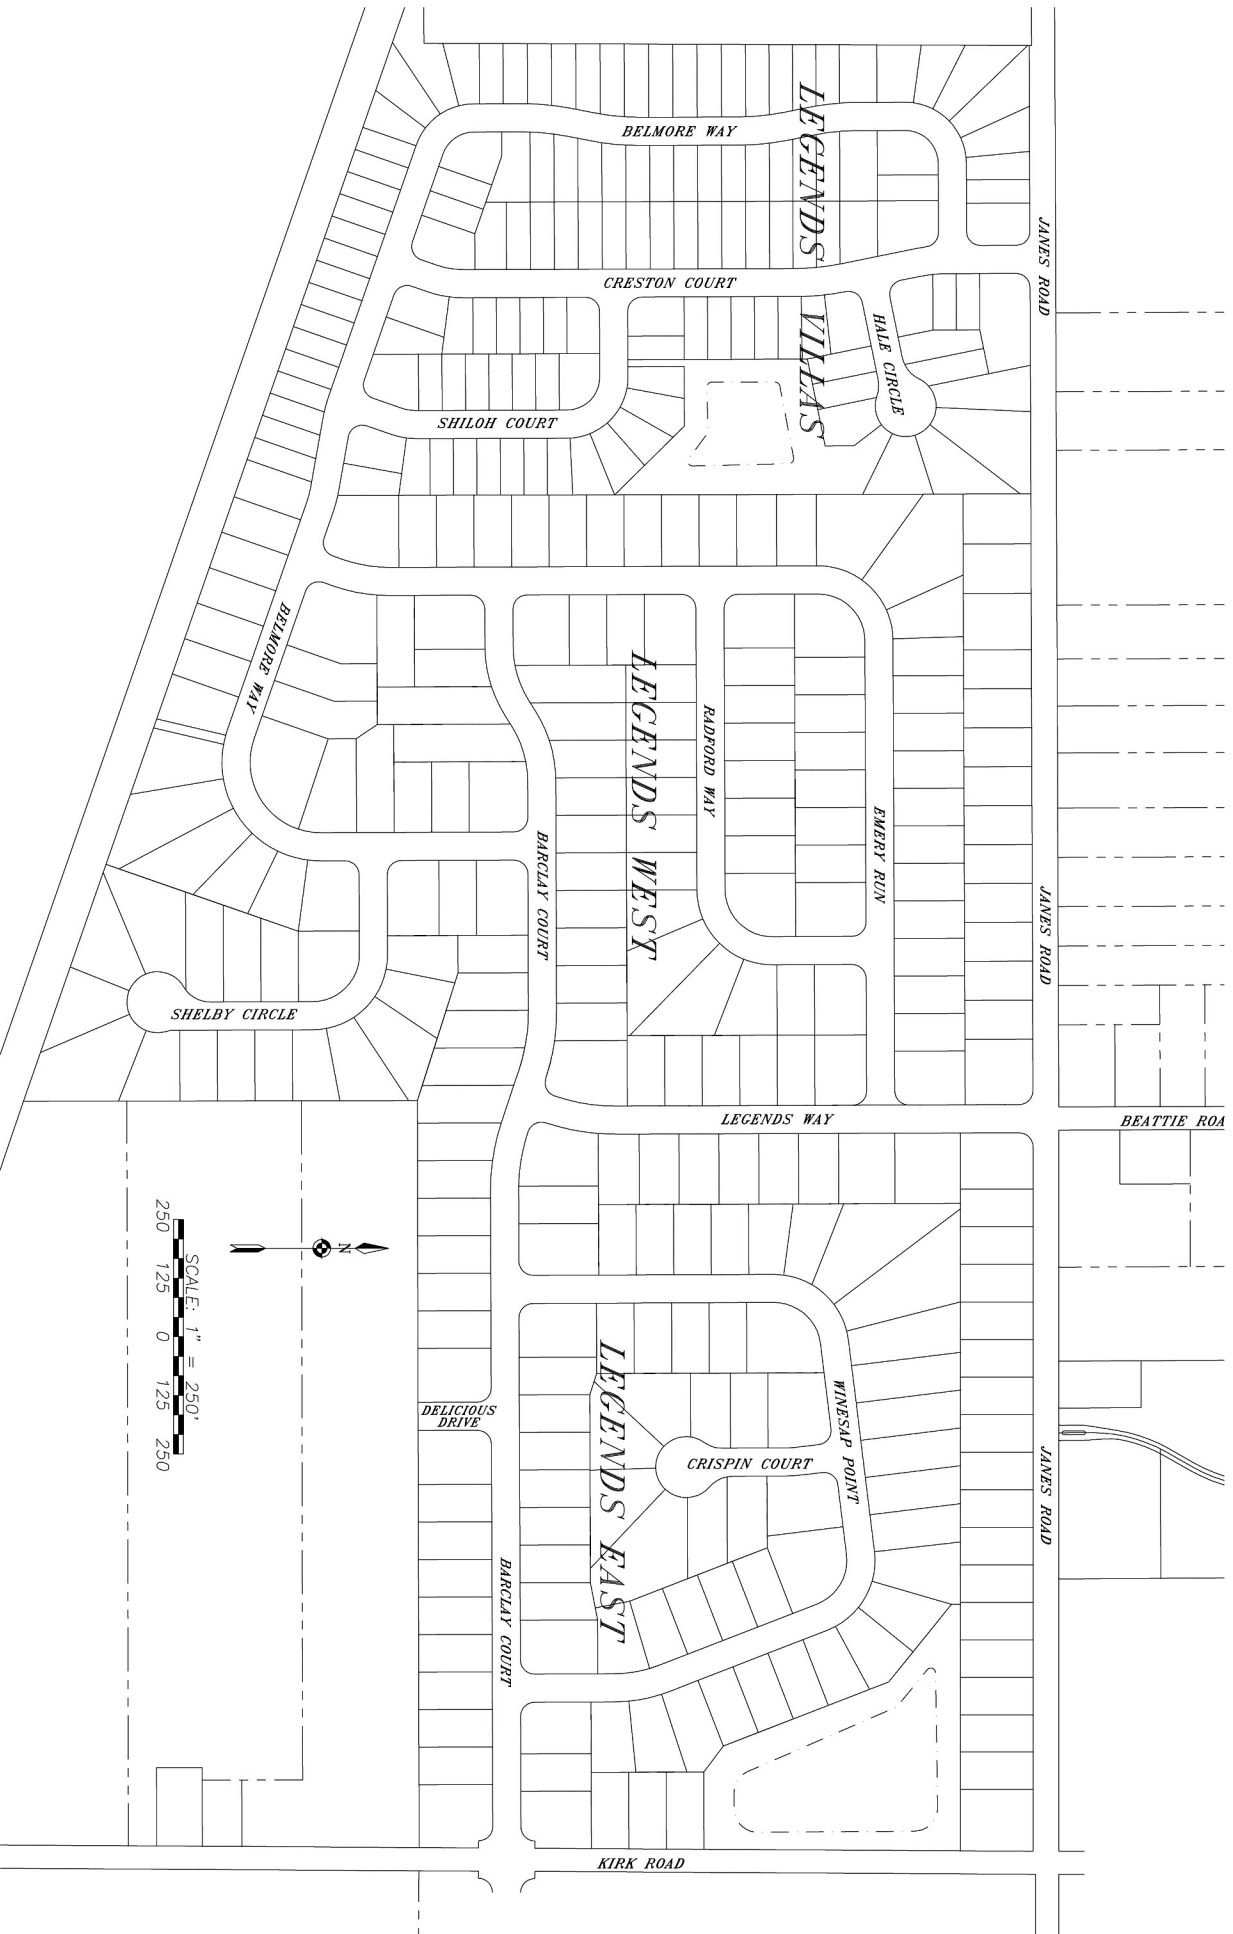 BELMORE WAY
LEGENDS VILLAS
JANES ROAD
CRESTON COURT
HALE CIRCLE
SHILOH COURT
BELMORE WAY
LEGENDS WEST
RADFORD WAY
EMERY RUN
BARCLAY COURT
JANES ROAD
SHELBY CIRCLE
LEGENDS WAY
BEATTIE ROA
N
SCALE: 1" = 250'
250 125 0 125 250
LEGENDS EAST
WINESAP POINT
DELICIOUS
DRIVE
CRISPIN COURT
JANES ROAD
BARCLAY COURT
KIRK ROAD